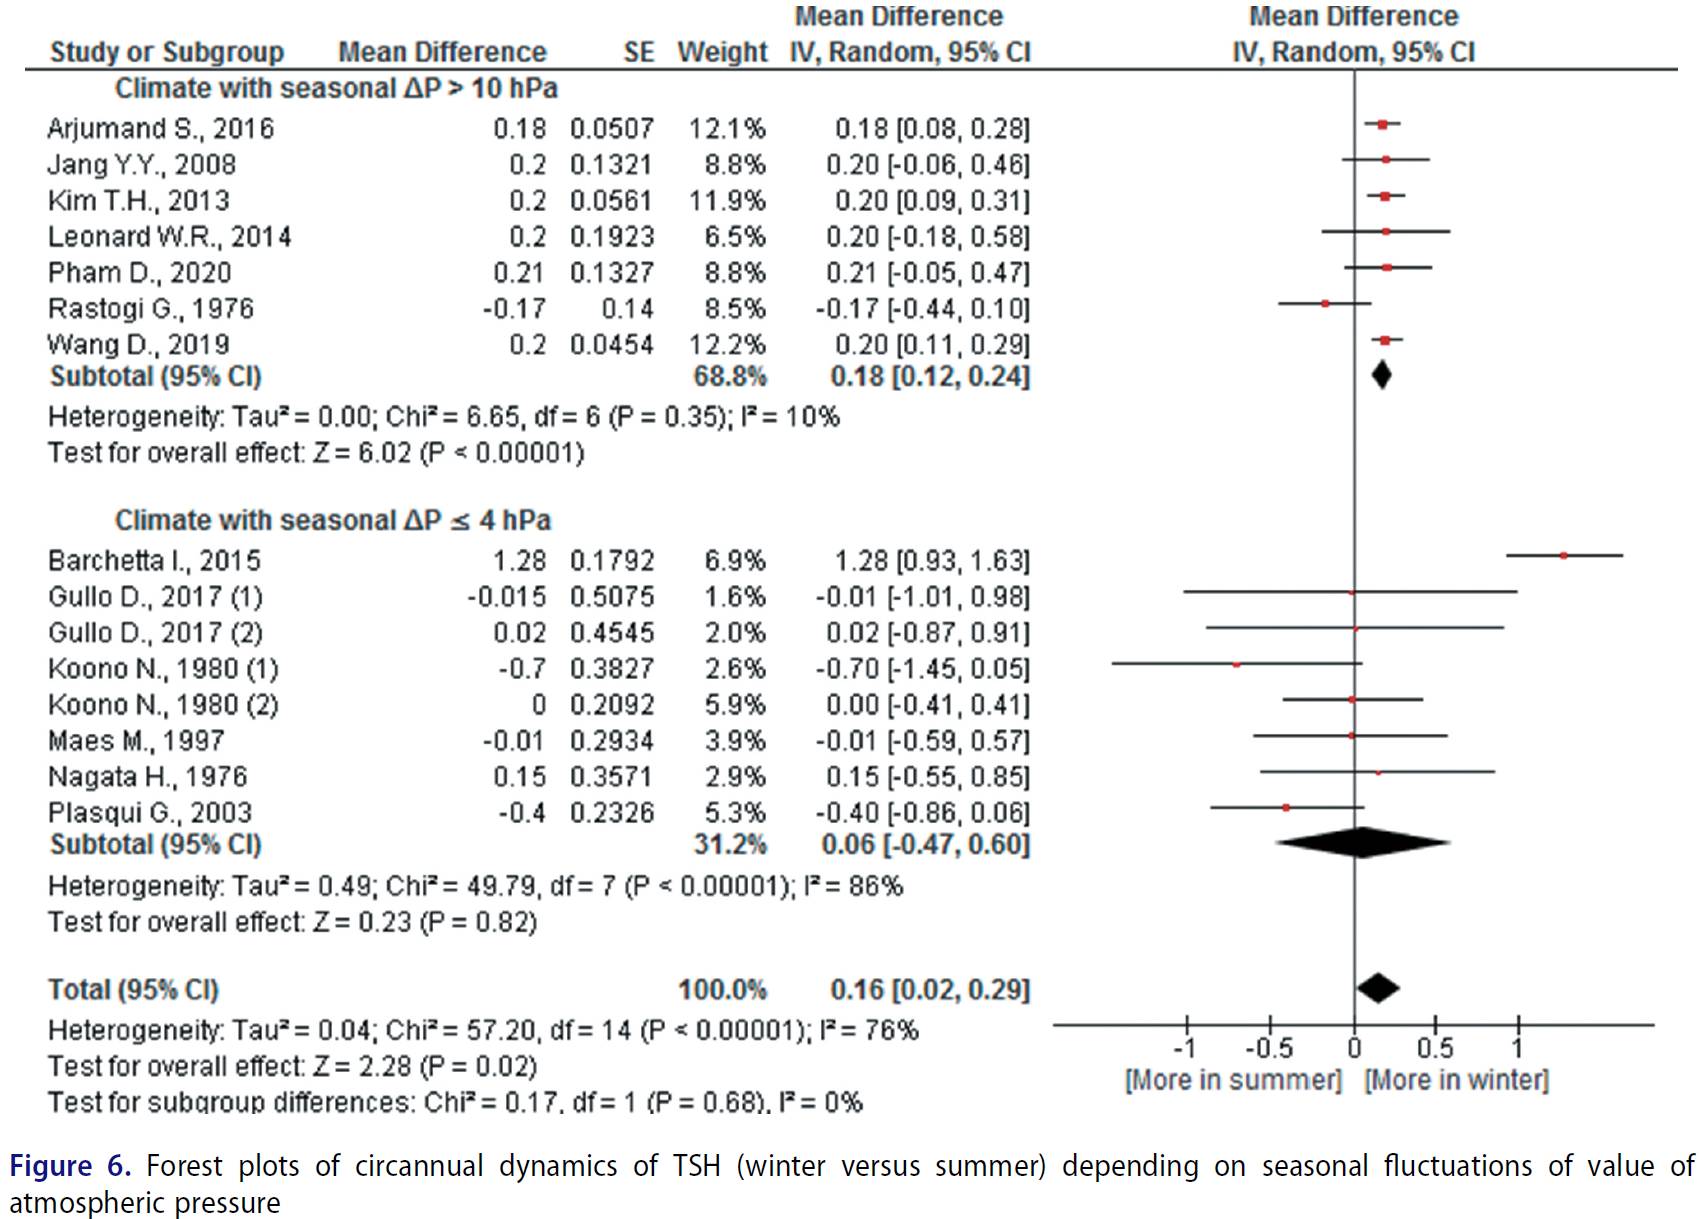 Mean Difference Mean Difference
Study or Subgroup Mean Difference SE Weight IV, Random, 95% CI IV, Random, 95% CI
Climate with seasonal ΔP > 10 hPa
Arjumand S., 2016 0.18 0.0507 12.1% 0.18 [0.08, 0.28]
Jang Y.Y., 2008 0.2 0.1321 8.8% 0.20 [-0.06, 0.46]
Kim T.H., 2013 0.2 0.0561 11.9% 0.20 [0.09, 0.31]
Leonard W.R., 2014 0.2 0.1923 6.5% 0.20 [-0.18, 0.58]
Pham D., 2020 0.21 0.1327 8.8% 0.21 [-0.05, 0.47]
Rastogi G., 1976 -0.17 0.14 8.5% -0.17 [-0.44, 0.10]
Wang D., 2019 0.2 0.0454 12.2% 0.20 [0.11, 0.29]
Subtotal (95% CI) 68.8% 0.18 [0.12, 0.24]
Heterogeneity: Tau² = 0.00; Chi² = 6.65, df = 6 (P = 0.35); I² = 10%
Test for overall effect: Z = 6.02 (P < 0.00001)
Climate with seasonal ΔP ≤ 4 hPa
Barchetta I., 2015 1.28 0.1792 6.9% 1.28 [0.93, 1.63]
Gullo D., 2017 (1) -0.015 0.5075 1.6% -0.01 [-1.01, 0.98]
Gullo D., 2017 (2) 0.02 0.4545 2.0% 0.02 [-0.87, 0.91]
Koono N., 1980 (1) -0.7 0.3827 2.6% -0.70 [-1.45, 0.05]
Koono N., 1980 (2) 0 0.2092 5.9% 0.00 [-0.41, 0.41]
Maes M., 1997 -0.01 0.2934 3.9% -0.01 [-0.59, 0.57]
Nagata H., 1976 0.15 0.3571 2.9% 0.15 [-0.55, 0.85]
Plasqui G., 2003 -0.4 0.2326 5.3% -0.40 [-0.86, 0.06]
Subtotal (95% CI) 31.2% 0.06 [-0.47, 0.60]
Heterogeneity: Tau² = 0.49; Chi² = 49.79, df = 7 (P < 0.00001); I² = 86%
Test for overall effect: Z = 0.23 (P = 0.82)
Total (95% CI) 100.0% 0.16 [0.02, 0.29]
Heterogeneity: Tau² = 0.04; Chi² = 57.20, df = 14 (P < 0.00001); I² = 76%
Test for overall effect: Z = 2.28 (P = 0.02)
Test for subgroup differences: Chi² = 0.17, df = 1 (P = 0.68), I² = 0%
-1 -0.5 0 0.5 1
[More in summer] [More in winter]
Figure 6. Forest plots of circannual dynamics of TSH (winter versus summer) depending on seasonal fluctuations of value of
atmospheric pressure